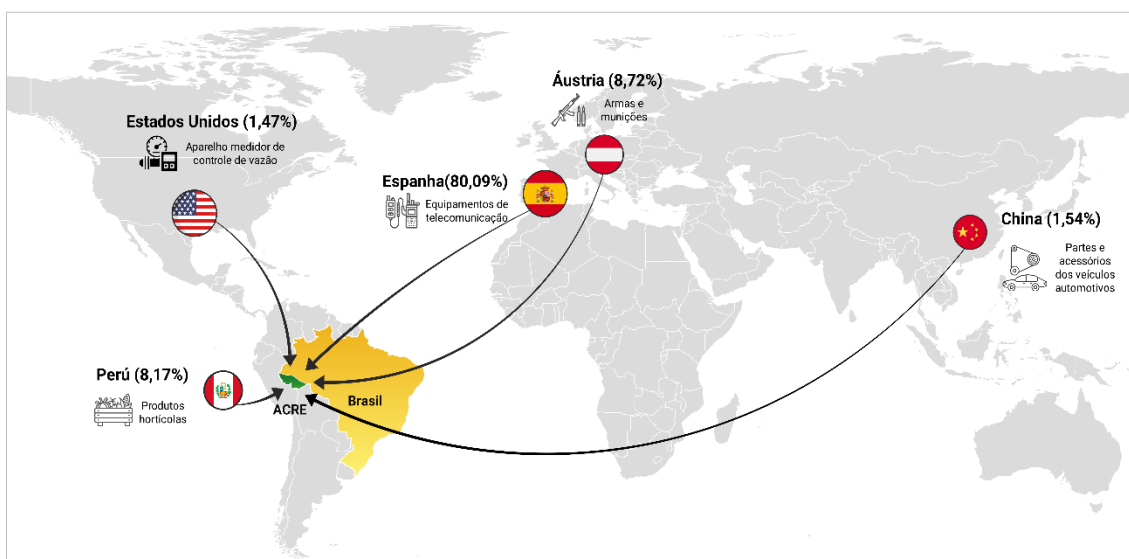 Áustria (8,72%)
Armas e
munições
Estados Unidos (1,47%)
Aparelho medidor de
controle de vazão
Espanha(80,09%)
Equipamentos de
telecomunicação
China (1,54%)
Partes e
acessórios
dos veículos
automotivos
Perú (8,17%)
Produtos
hortícolas
ACRE
Brasil